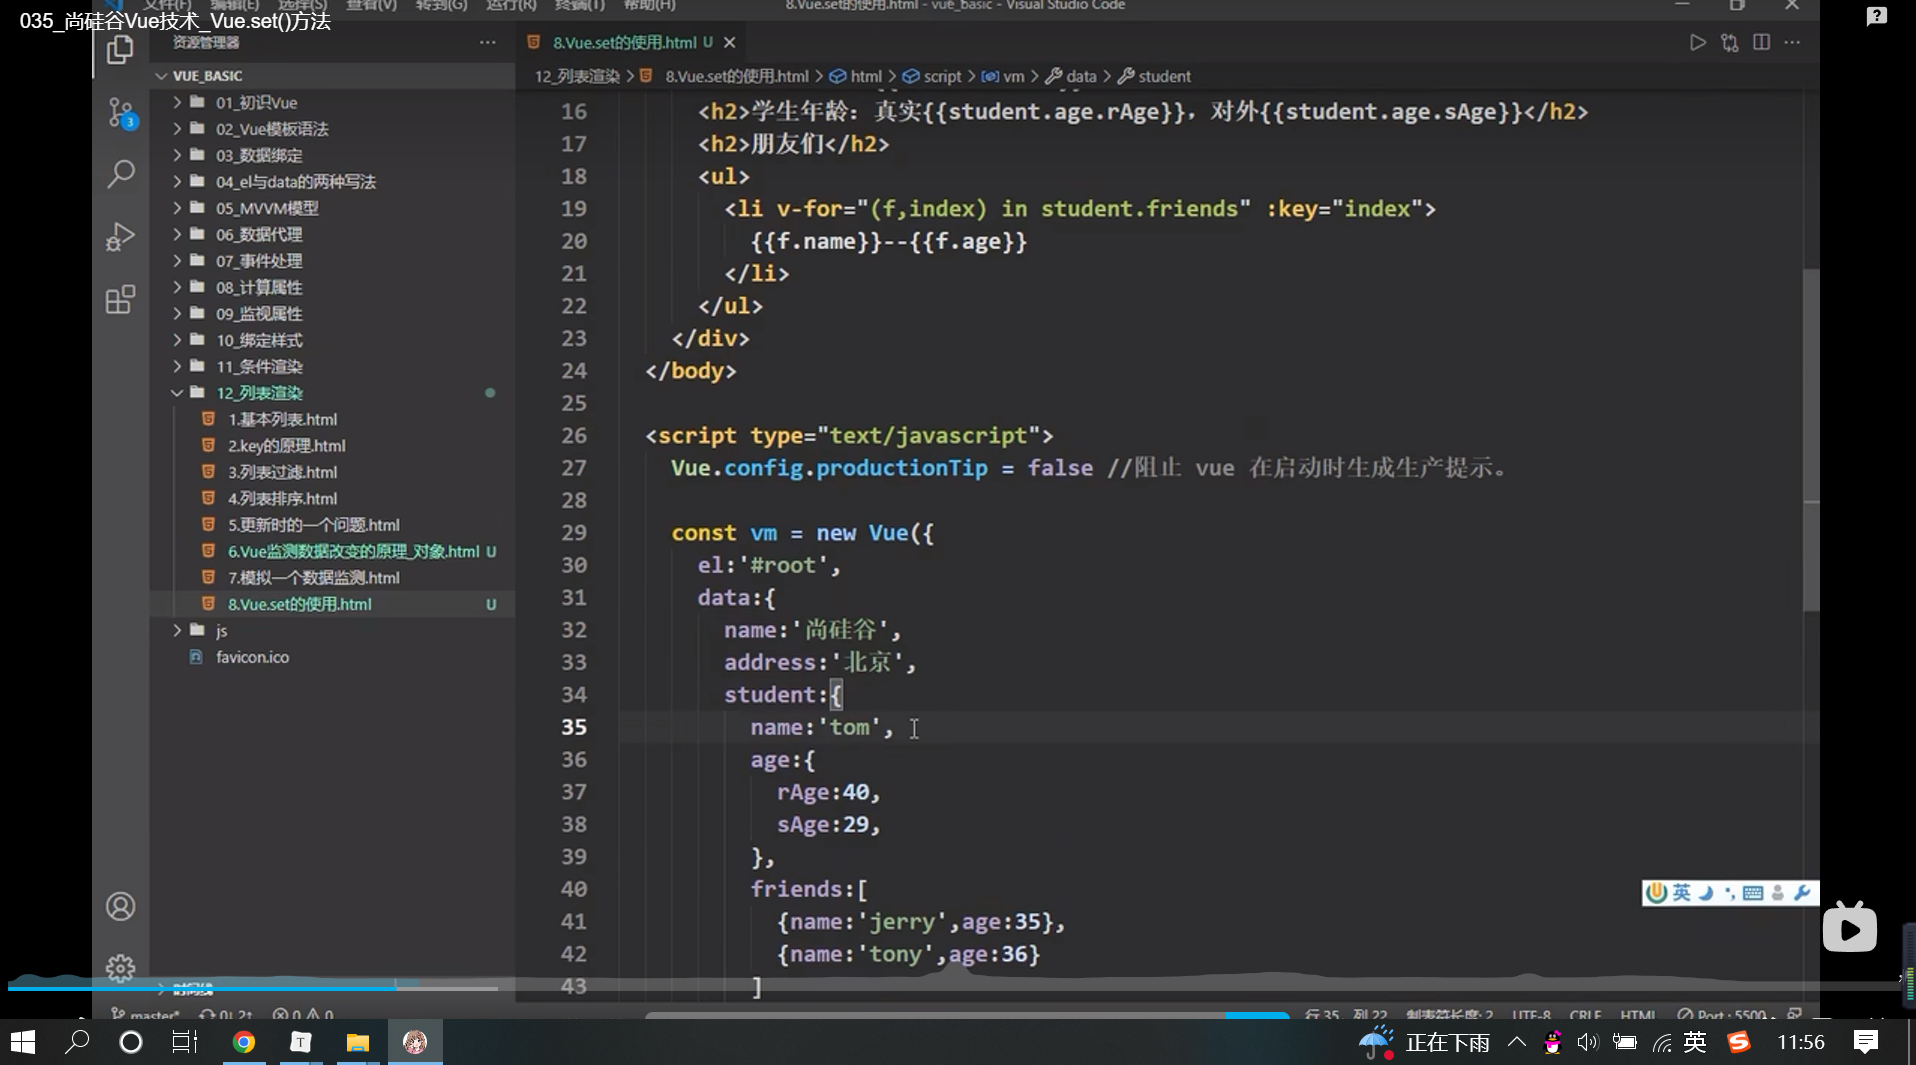 035_尚硅谷Vue技术_Vue.set()方法
文件(F) 编辑(E) 选择(S) 查看(V) 转到(G) 运行(R) 终端(T) 帮助(H)
8.Vue.set的使用.html - vue_basic - Visual Studio Code
资源管理器
8.Vue.set的使用.html U
VUE_BASIC
12_列表渲染 > 8.Vue.set的使用.html > html > script > vm > data > student
01_初识Vue
02_Vue模板语法
03_数据绑定
04_el与data的两种写法
05_MVVM模型
06_数据代理
07_事件处理
08_计算属性
09_监视属性
10_绑定样式
11_条件渲染
12_列表渲染
1.基本列表.html
2.key的原理.html
3.列表过滤.html
4.列表排序.html
5.更新时的一个问题.html
6.Vue监测数据改变的原理_对象.html U
7.模拟一个数据监测.html
8.Vue.set的使用.html U
js
favicon.ico
3
16 <h2>学生年龄：真实{{student.age.rAge}}，对外{{student.age.sAge}}</h2>
17 <h2>朋友们</h2>
18 <ul>
19 <li v-for="(f,index) in student.friends" :key="index">
20 {{f.name}}--{{f.age}}
21 </li>
22 </ul>
23 </div>
24 </body>
25
26 <script type="text/javascript">
27 Vue.config.productionTip = false //阻止 vue 在启动时生成生产提示。
28
29 const vm = new Vue({
30 el:'#root',
31 data:{
32 name:'尚硅谷',
33 address:'北京',
34 student:{
35 name:'tom',
36 age:{
37 rAge:40,
38 sAge:29,
39 },
40 friends:[
41 {name:'jerry',age:35},
42 {name:'tony',age:36}
43 ]
英
时间线
master* 0↓ 2↑ 0 0
行 35，列 22 制表符长度: 2 UTF-8 CRLF HTML Port : 5500
正在下雨 英 11:56